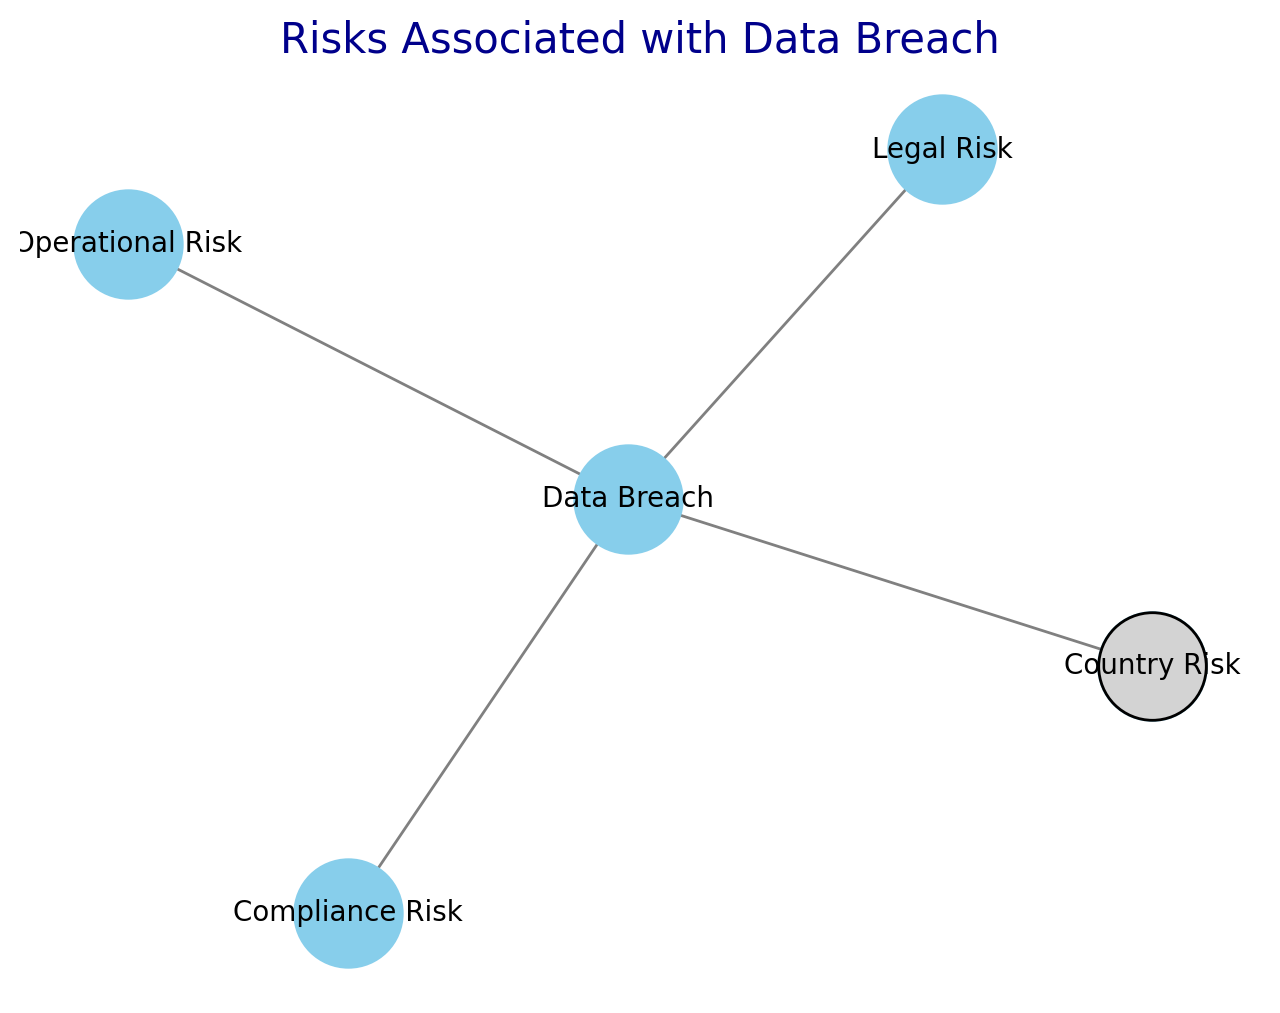 Risks Associated with Data Breach
Legal Risk
Operational Risk
Data Breach
Country Risk
Compliance Risk